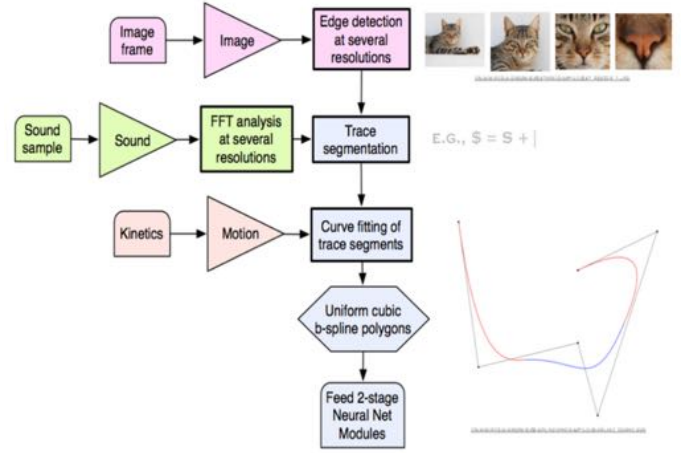 Image
frame
Image
Edge detection
at several
resolutions
Sound
sample
Sound
FFT analysis
at several
resolutions
Trace
segmentation
E.G., $ = S + |
Kinetics
Motion
Curve fitting of
trace segments
Uniform cubic
b-spline polygons
Feed 2-stage
Neural Net
Modules